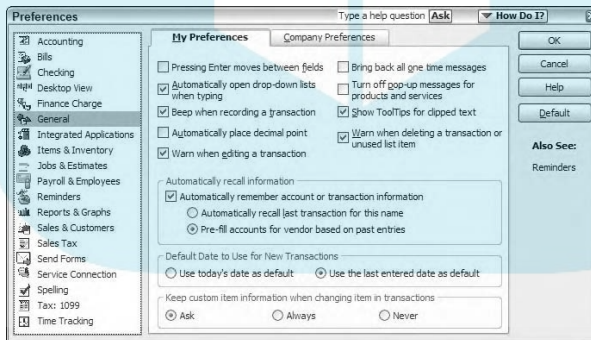 Preferences
Type a help question Ask
How Do I?
Accounting
Bills
Checking
Desktop View
Finance Charge
General
Integrated Applications
Items & Inventory
Jobs & Estimates
Payroll & Employees
Reminders
Reports & Graphs
Sales & Customers
Sales Tax
Send Forms
Service Connection
Spelling
Tax: 1099
Time Tracking
My Preferences
Company Preferences
Pressing Enter moves between fields
Automatically open drop-down lists
when typing
Beep when recording a transaction
Automatically place decimal point
Warn when editing a transaction
Bring back all one time messages
Turn off pop-up messages for
products and services
Show ToolTips for clipped text
Warn when deleting a transaction or
unused list item
Automatically recall information
Automatically remember account or transaction information
Automatically recall last transaction for this name
Pre-fill accounts for vendor based on past entries
Default Date to Use for New Transactions
Use today's date as default
Use the last entered date as default
Keep custom item information when changing item in transactions
Ask
Always
Never
OK
Cancel
Help
Default
Also See:
Reminders